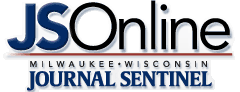 JSOnline
MILWAUKEE • WISCONSIN
JOURNAL SENTINEL